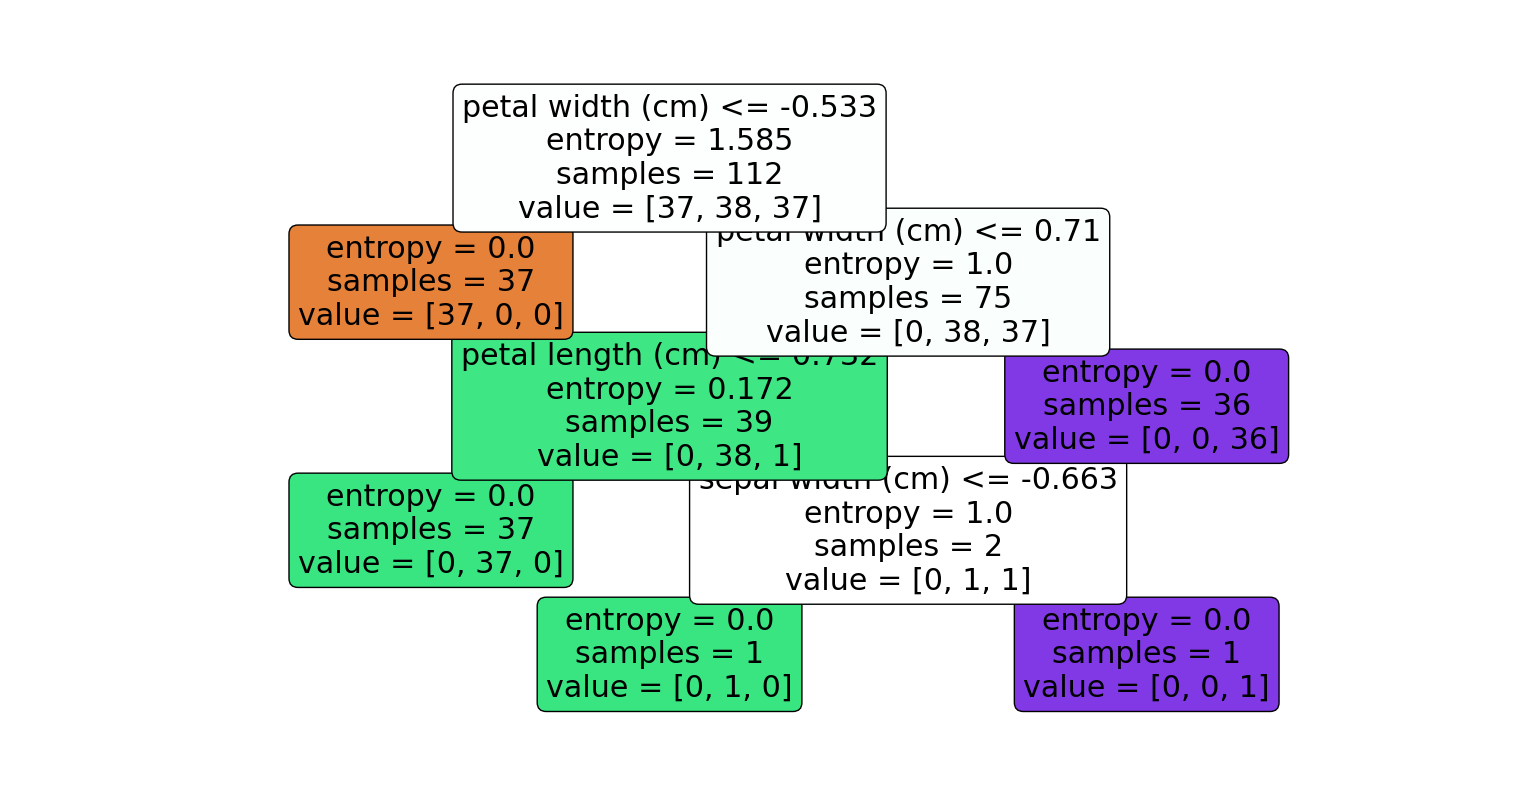 petal width (cm) <= -0.533
entropy = 1.585
samples = 112
value = [37, 38, 37]
entropy = 0.0
samples = 37
value = [37, 0, 0]
petal width (cm) <= 0.71
entropy = 1.0
samples = 75
value = [0, 38, 37]
petal length (cm) <=
entropy = 0.172
samples = 39
value = [0, 38, 1]
entropy = 0.0
samples = 36
value = [0, 0, 36]
entropy = 0.0
samples = 37
value = [0, 37, 0]
sepal width (cm) <= -0.663
entropy = 1.0
samples = 2
value = [0, 1, 1]
entropy = 0.0
samples = 1
value = [0, 1, 0]
entropy = 0.0
samples = 1
value = [0, 0, 1]